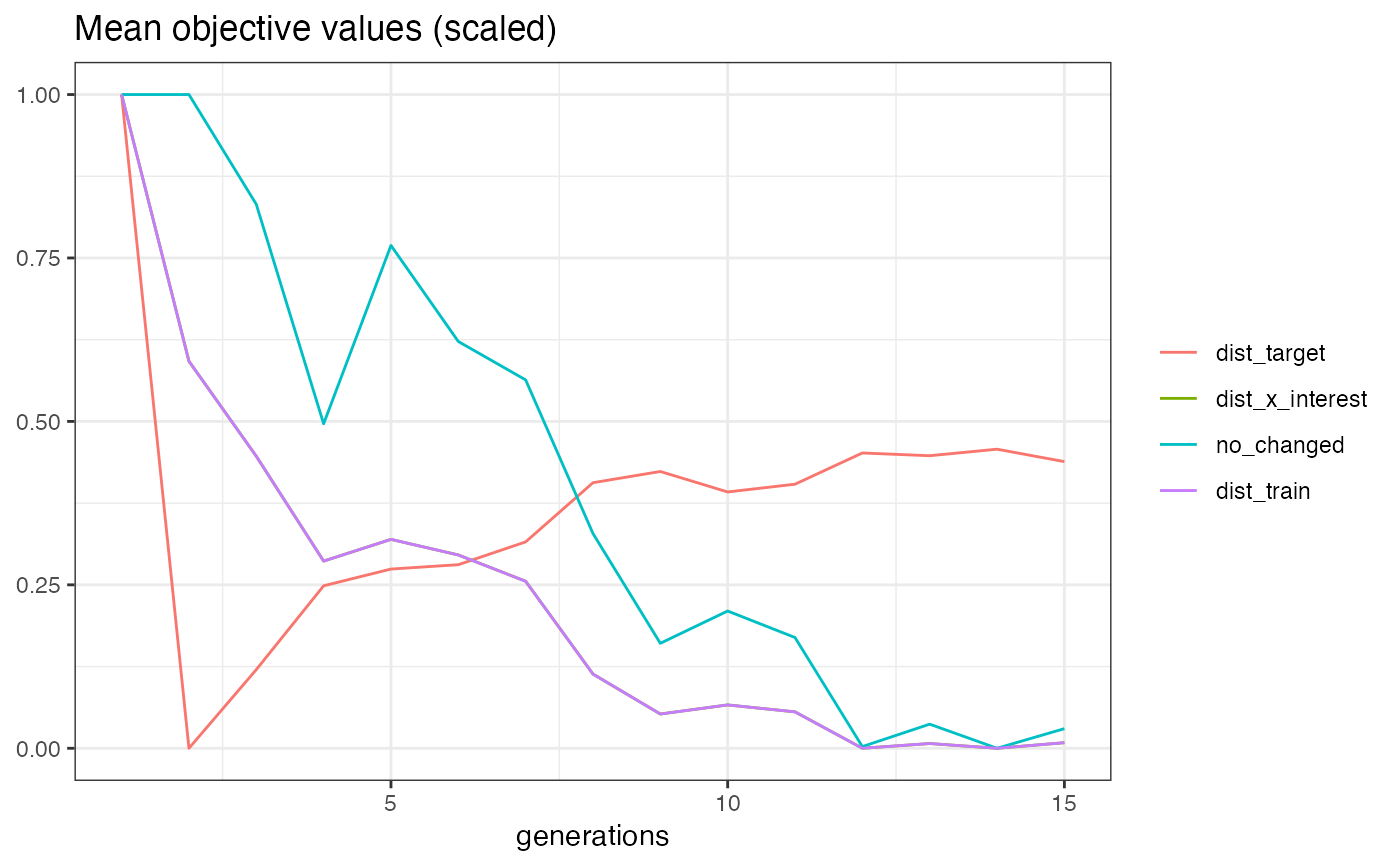 Mean objective values (scaled)
1.00
0.75
0.50
0.25
0.00
5
10
15
generations
dist_target
dist_x_interest
no_changed
dist_train